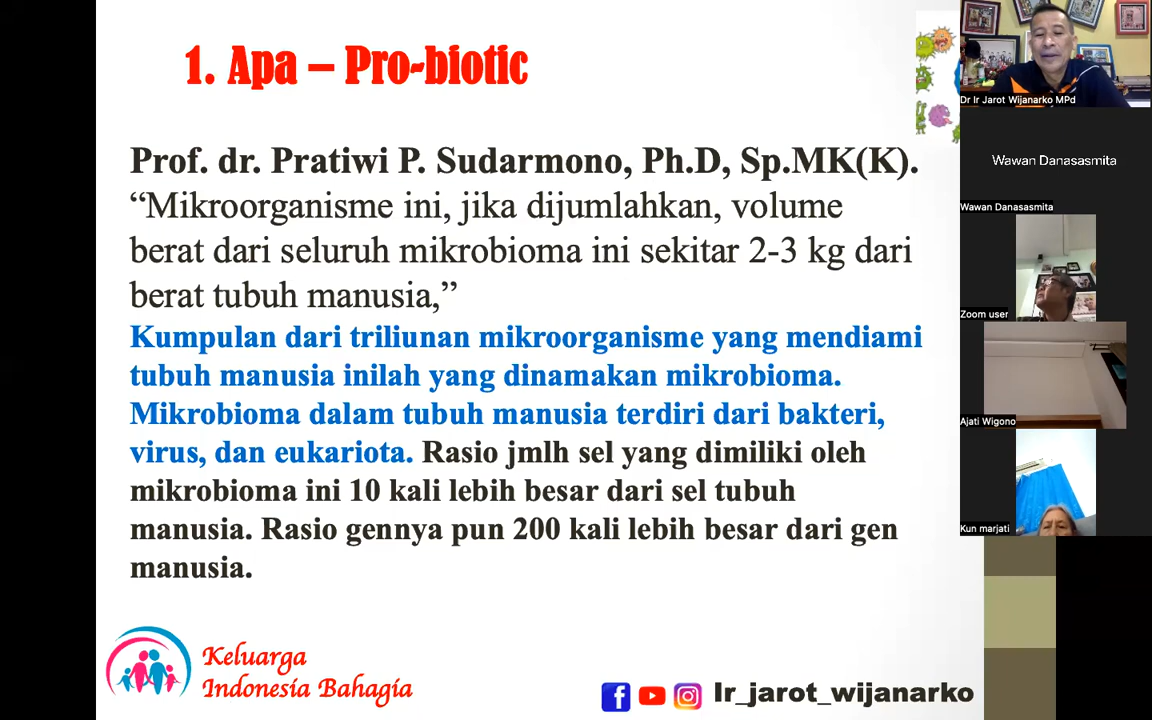 1. Apa – Pro-biotic
Prof. dr. Pratiwi P. Sudarmono, Ph.D, Sp.MK(K).
“Mikroorganisme ini, jika dijumlahkan, volume
berat dari seluruh mikrobioma ini sekitar 2-3 kg dari
berat tubuh manusia,”
Kumpulan dari triliunan mikroorganisme yang mendiami
tubuh manusia inilah yang dinamakan mikrobioma.
Mikrobioma dalam tubuh manusia terdiri dari bakteri,
virus, dan eukariota. Rasio jmlh sel yang dimiliki oleh
mikrobioma ini 10 kali lebih besar dari sel tubuh
manusia. Rasio gennya pun 200 kali lebih besar dari gen
manusia.
Keluarga
Indonesia Bahagia
Ir_jarot_wijanarko
Dr Ir Jarot Wijanarko MPd
Wawan Danasasmita
Wawan Danasasmita
Zoom user
Ajati Wigono
Kun marjati